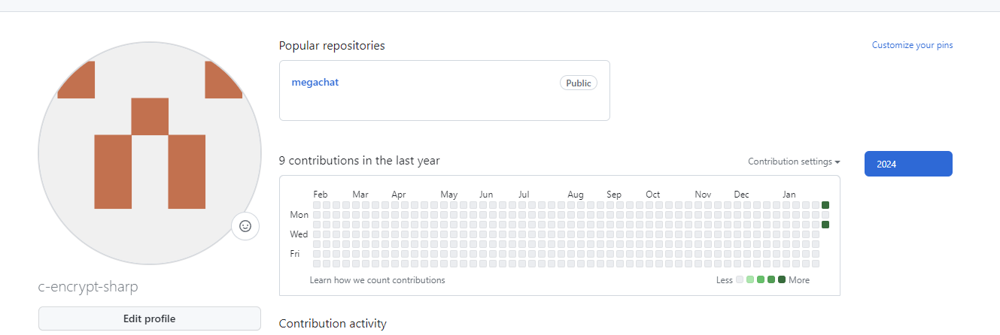 Popular repositories
Customize your pins
megachat
Public
9 contributions in the last year
Contribution settings
2024
Feb Mar Apr May Jun Jul Aug Sep Oct Nov Dec Jan
Mon
Wed
Fri
Learn how we count contributions
Less More
c-encrypt-sharp
Edit profile
Contribution activity